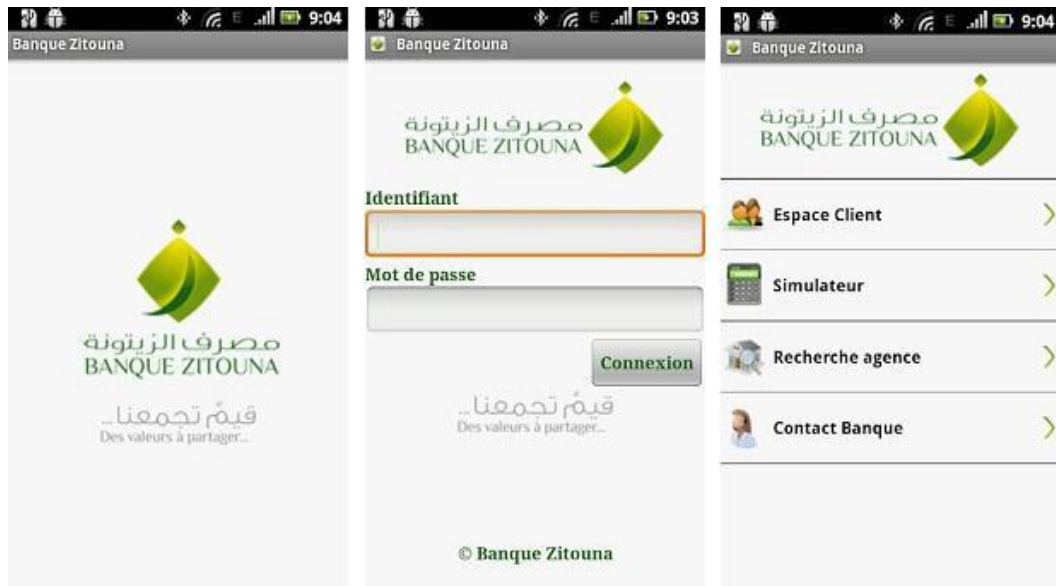 9:04
Banque Zitouna
مصرف الزيتونة
BANQUE ZITOUNA
قيمٌ تجمعنا...
Des valeurs à partager...
E
9:03
Banque Zitouna
مصرف الزيتونة
BANQUE ZITOUNA
Identifiant
Mot de passe
Connexion
قيمٌ تجمعنا...
Des valeurs à partager...
© Banque Zitouna
E
9:04
Banque Zitouna
مصرف الزيتونة
BANQUE ZITOUNA
Espace Client
Simulateur
Recherche agence
Contact Banque